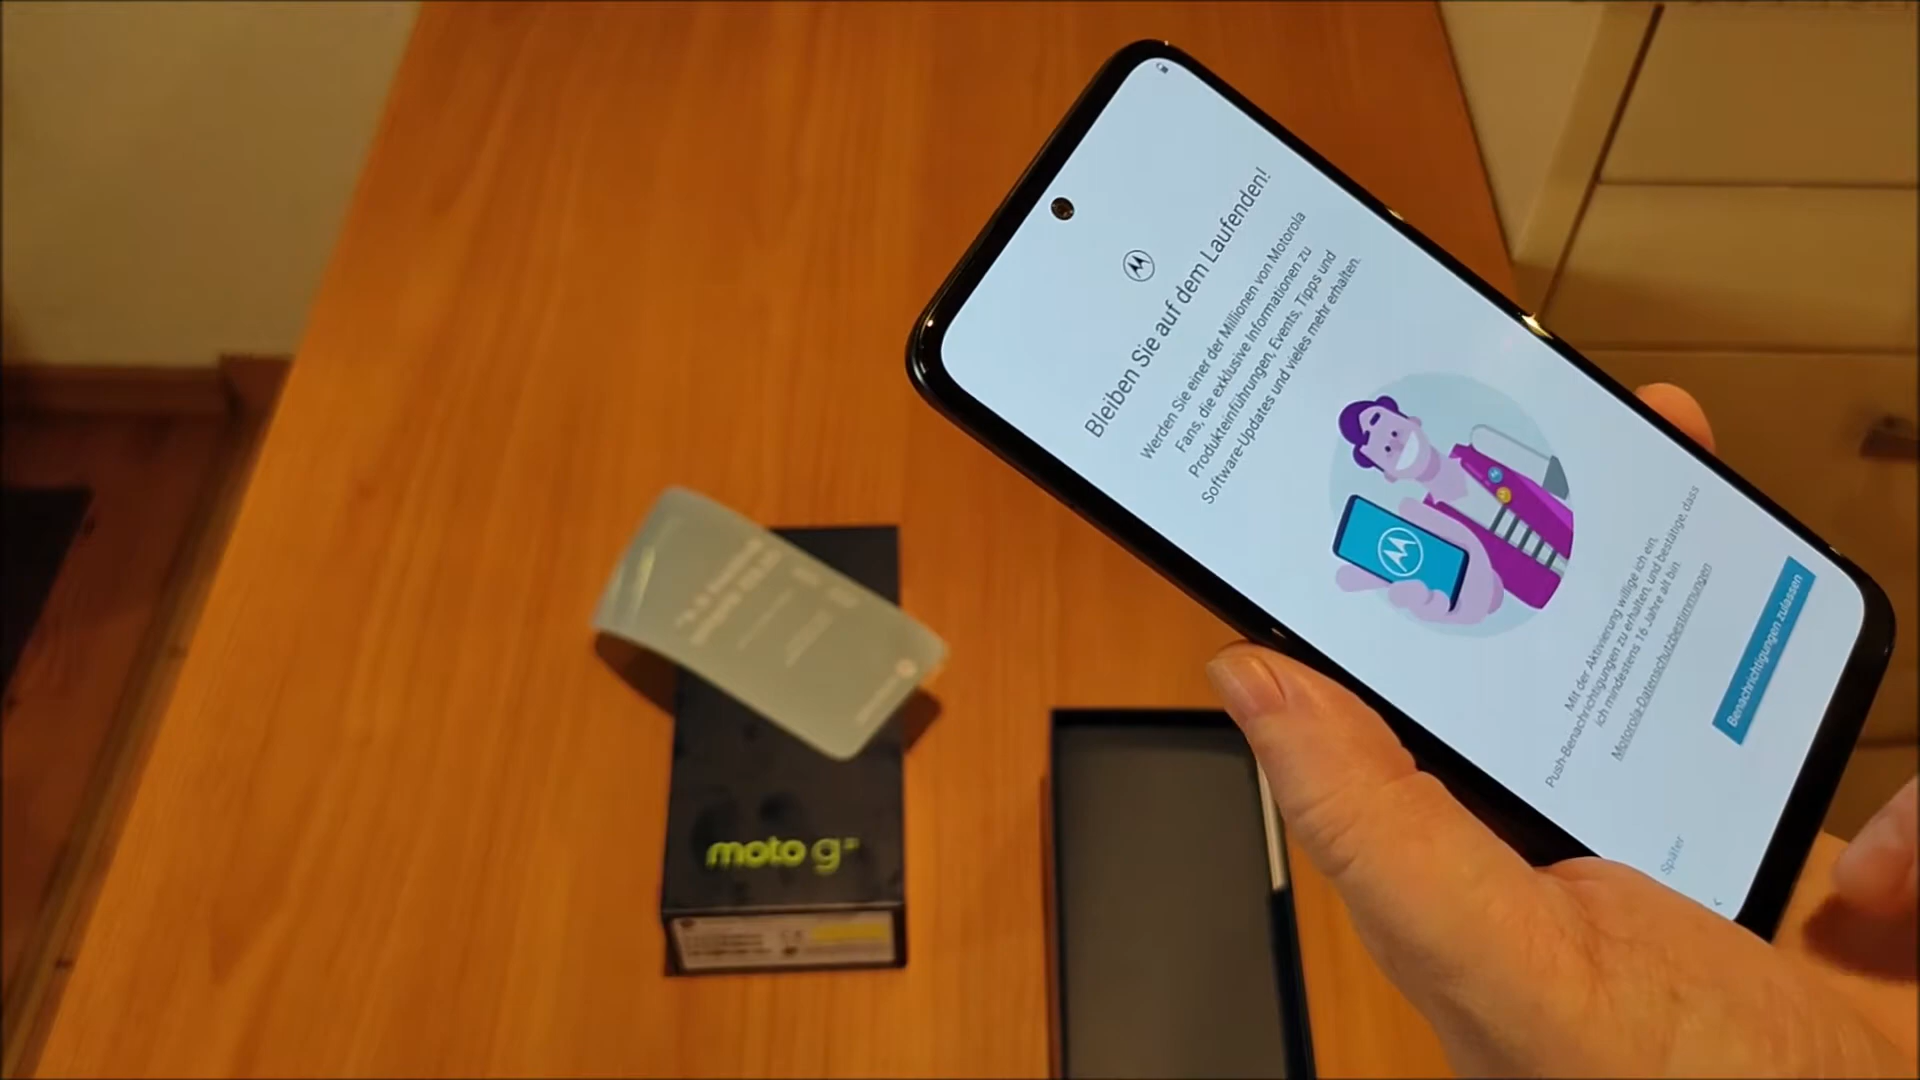 Bleiben Sie auf dem Laufenden!
Werden Sie einer der Millionen von Motorola
Fans, die exklusive Informationen zu
Produkteinführungen, Events, Tipps und
Software-Updates und vieles mehr erhalten.
Mit der Aktivierung willige ich ein,
Push-Benachrichtigungen zu erhalten, und bestätige, dass
ich mindestens 16 Jahre alt bin.
Motorola-Datenschutzbestimmungen
Benachrichtigungen zulassen
Später
moto g